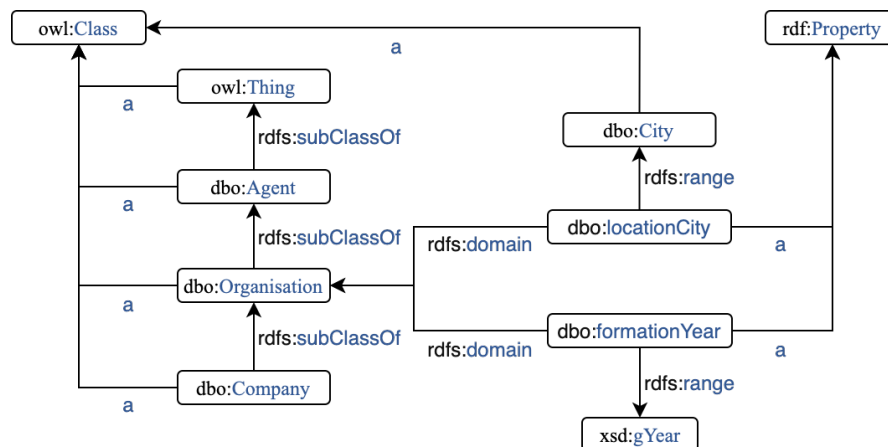 owl:Class
rdf:Property
a
owl:Thing
a
rdfs:subClassOf
dbo:City
dbo:Agent
rdfs:range
a
dbo:locationCity
rdfs:subClassOf
rdfs:domain
a
dbo:Organisation
a
dbo:formationYear
rdfs:subClassOf
rdfs:domain
a
dbo:Company
rdfs:range
a
xsd:gYear